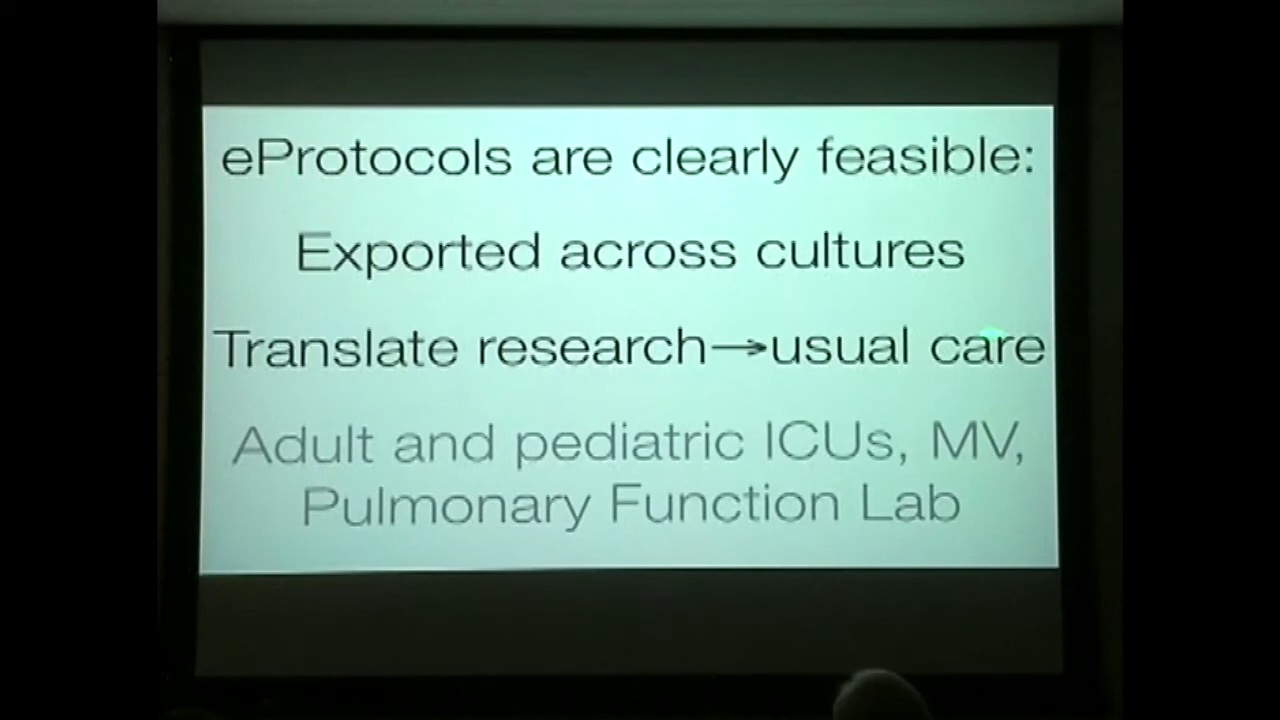 eProtocols are clearly feasible:
Exported across cultures
Translate research→usual care
Adult and pediatric ICUs, MV,
Pulmonary Function Lab